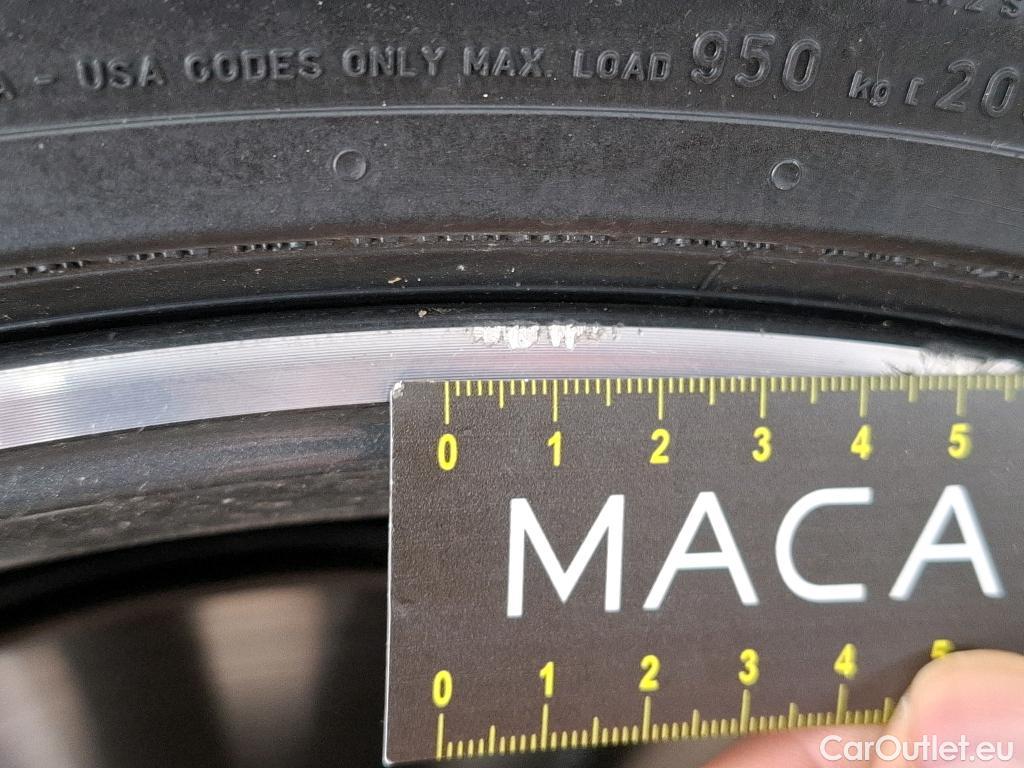 - USA CODES ONLY MAX. LOAD 950 kg
0 1 2 3 4 5
MACA
0 1 2 3 4 5
CarOutlet.eu